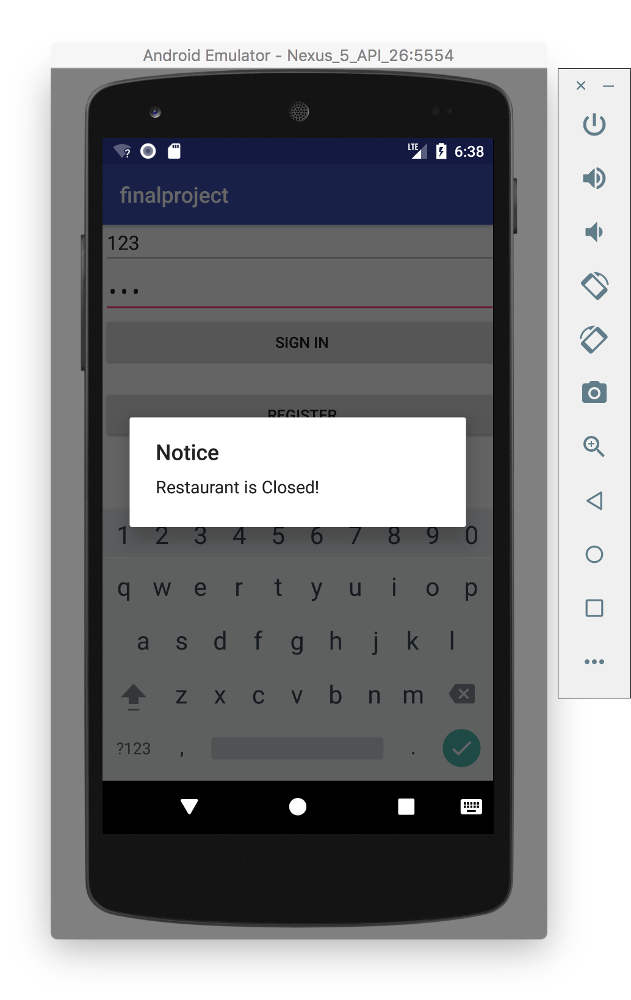 Android Emulator - Nexus_5_API_26:5554
? LTE 6:38
finalproject
123
•••
SIGN IN
REGISTER
Notice
Restaurant is Closed!
1 2 3 4 5 6 7 8 9 0
q w e r t y u i o p
a s d f g h j k l
z x c v b n m
?123 , .